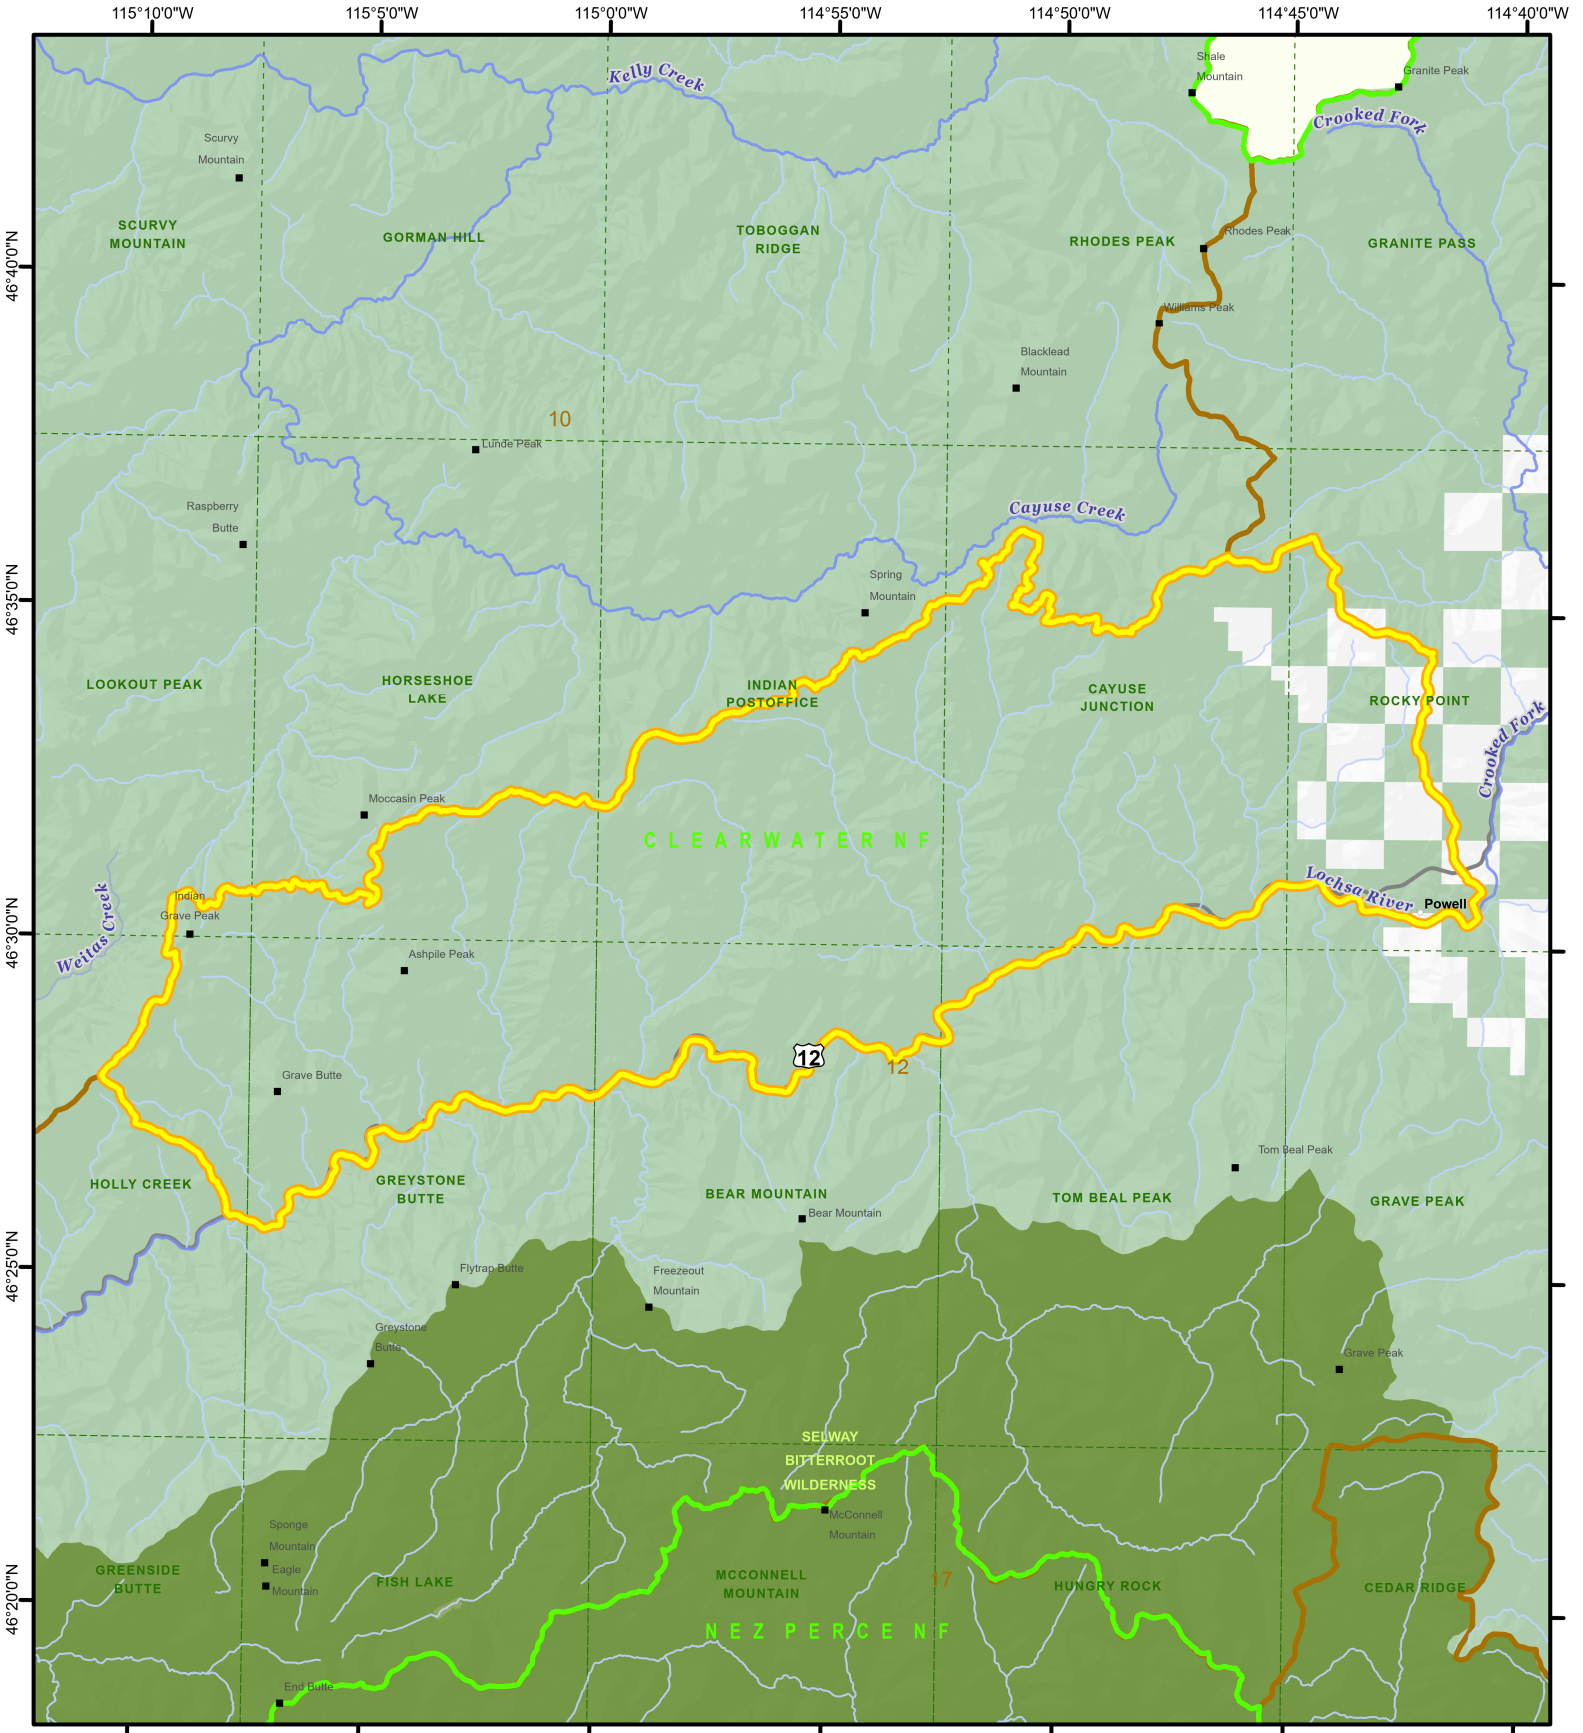 115°10'0"W
115°5'0"W
115°0'0"W
114°55'0"W
114°50'0"W
114°45'0"W
114°40'0"W
Kelly Creek
Shale
Mountain
Granite Peak
Crooked Fork
Scurvy
Mountain
SCURVY
MOUNTAIN
GORMAN HILL
TOBOGGAN
RIDGE
RHODES PEAK
Rhodes Peak
GRANITE PASS
46°40'0"N
Williams Peak
Blacklead
Mountain
10
Lunde Peak
Raspberry
Butte
Cayuse Creek
Spring
Mountain
46°35'0"N
LOOKOUT PEAK
HORSESHOE
LAKE
INDIAN
POSTOFFICE
CAYUSE
JUNCTION
ROCKY POINT
Crooked Fork
Moccasin Peak
CLEARWATER NF
Indian
Grave Peak
Weitas Creek
Lochsa River
Powell
46°30'0"N
Ashpile Peak
12
12
Grave Butte
Tom Beal Peak
HOLLY CREEK
GREYSTONE
BUTTE
BEAR MOUNTAIN
Bear Mountain
TOM BEAL PEAK
GRAVE PEAK
46°25'0"N
Flytrap Butte
Freezeout
Mountain
Greystone
Butte
Grave Peak
SELWAY
BITTERROOT
WILDERNESS
McConnell
Mountain
Sponge
Mountain
Eagle
Mountain
GREENSIDE
BUTTE
FISH LAKE
MCCONNELL
MOUNTAIN
17
HUNGRY ROCK
CEDAR RIDGE
46°20'0"N
NEZ PERCE NF
End Butte